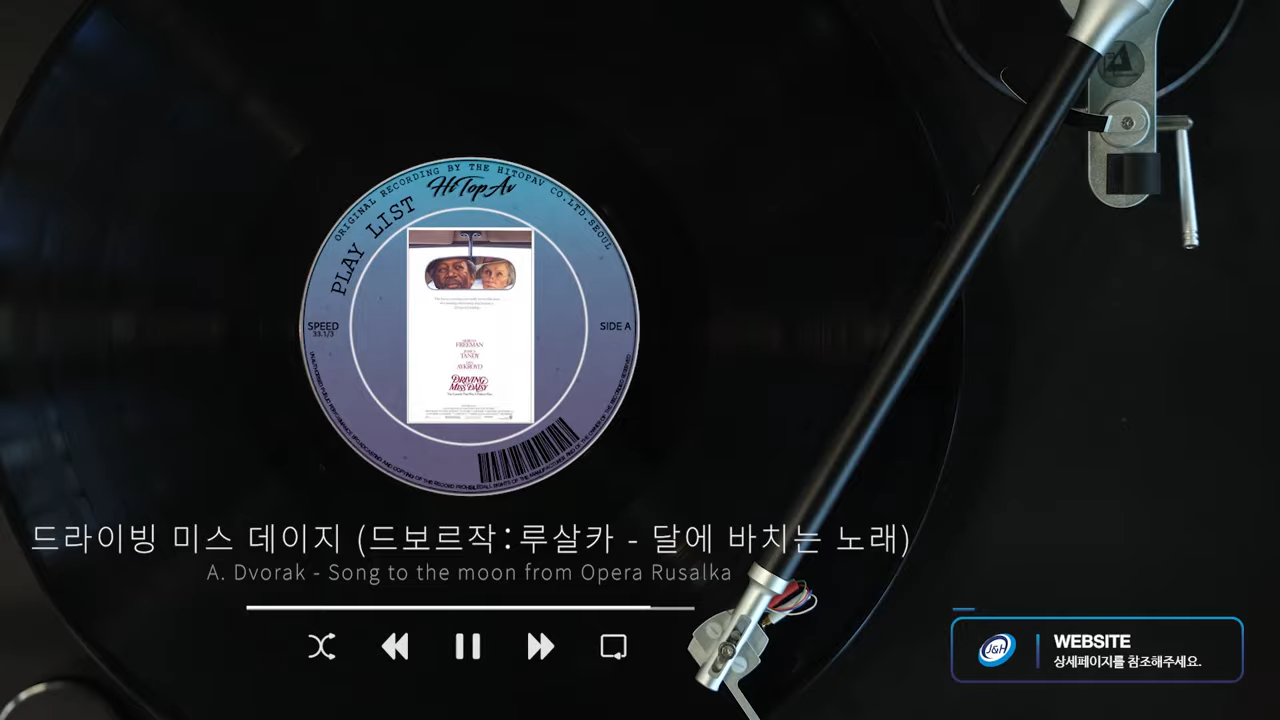 ORIGINAL RECORDING BY THE HITOPAV CO.LTD.SEOUL
HiTopAv
PLAY LIST
SPEED
33.1/3
SIDE A
FREEMAN
TANDY
AYKROYD
DRIVING
MISS DAISY
드라이빙 미스 데이지 (드보르작:루살카 - 달에 바치는 노래)
A. Dvorak - Song to the moon from Opera Rusalka
J&H
WEBSITE
상세페이지를 참조해주세요.